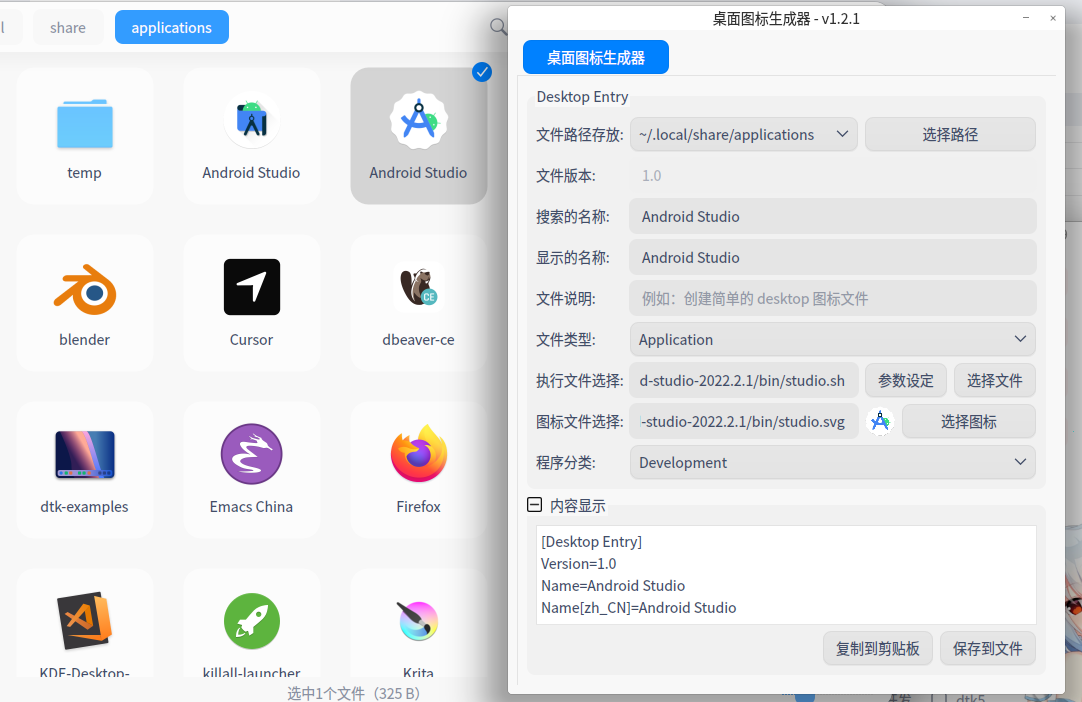 share
applications
temp
Android Studio
Android Studio
blender
Cursor
dbeaver-ce
CE
dtk-examples
Emacs China
Firefox
KDE-Desktop-
killall-launcher
Krita
选中1个文件（325 B）
桌面图标生成器 - v1.2.1
桌面图标生成器
Desktop Entry
文件路径存放: ~/.local/share/applications 选择路径
文件版本: 1.0
搜索的名称: Android Studio
显示的名称: Android Studio
文件说明: 例如：创建简单的 desktop 图标文件
文件类型: Application
执行文件选择: d-studio-2022.2.1/bin/studio.sh 参数设定 选择文件
图标文件选择: -studio-2022.2.1/bin/studio.svg 选择图标
程序分类: Development
内容显示
[Desktop Entry]
Version=1.0
Name=Android Studio
Name[zh_CN]=Android Studio
复制到剪贴板 保存到文件
dtk5